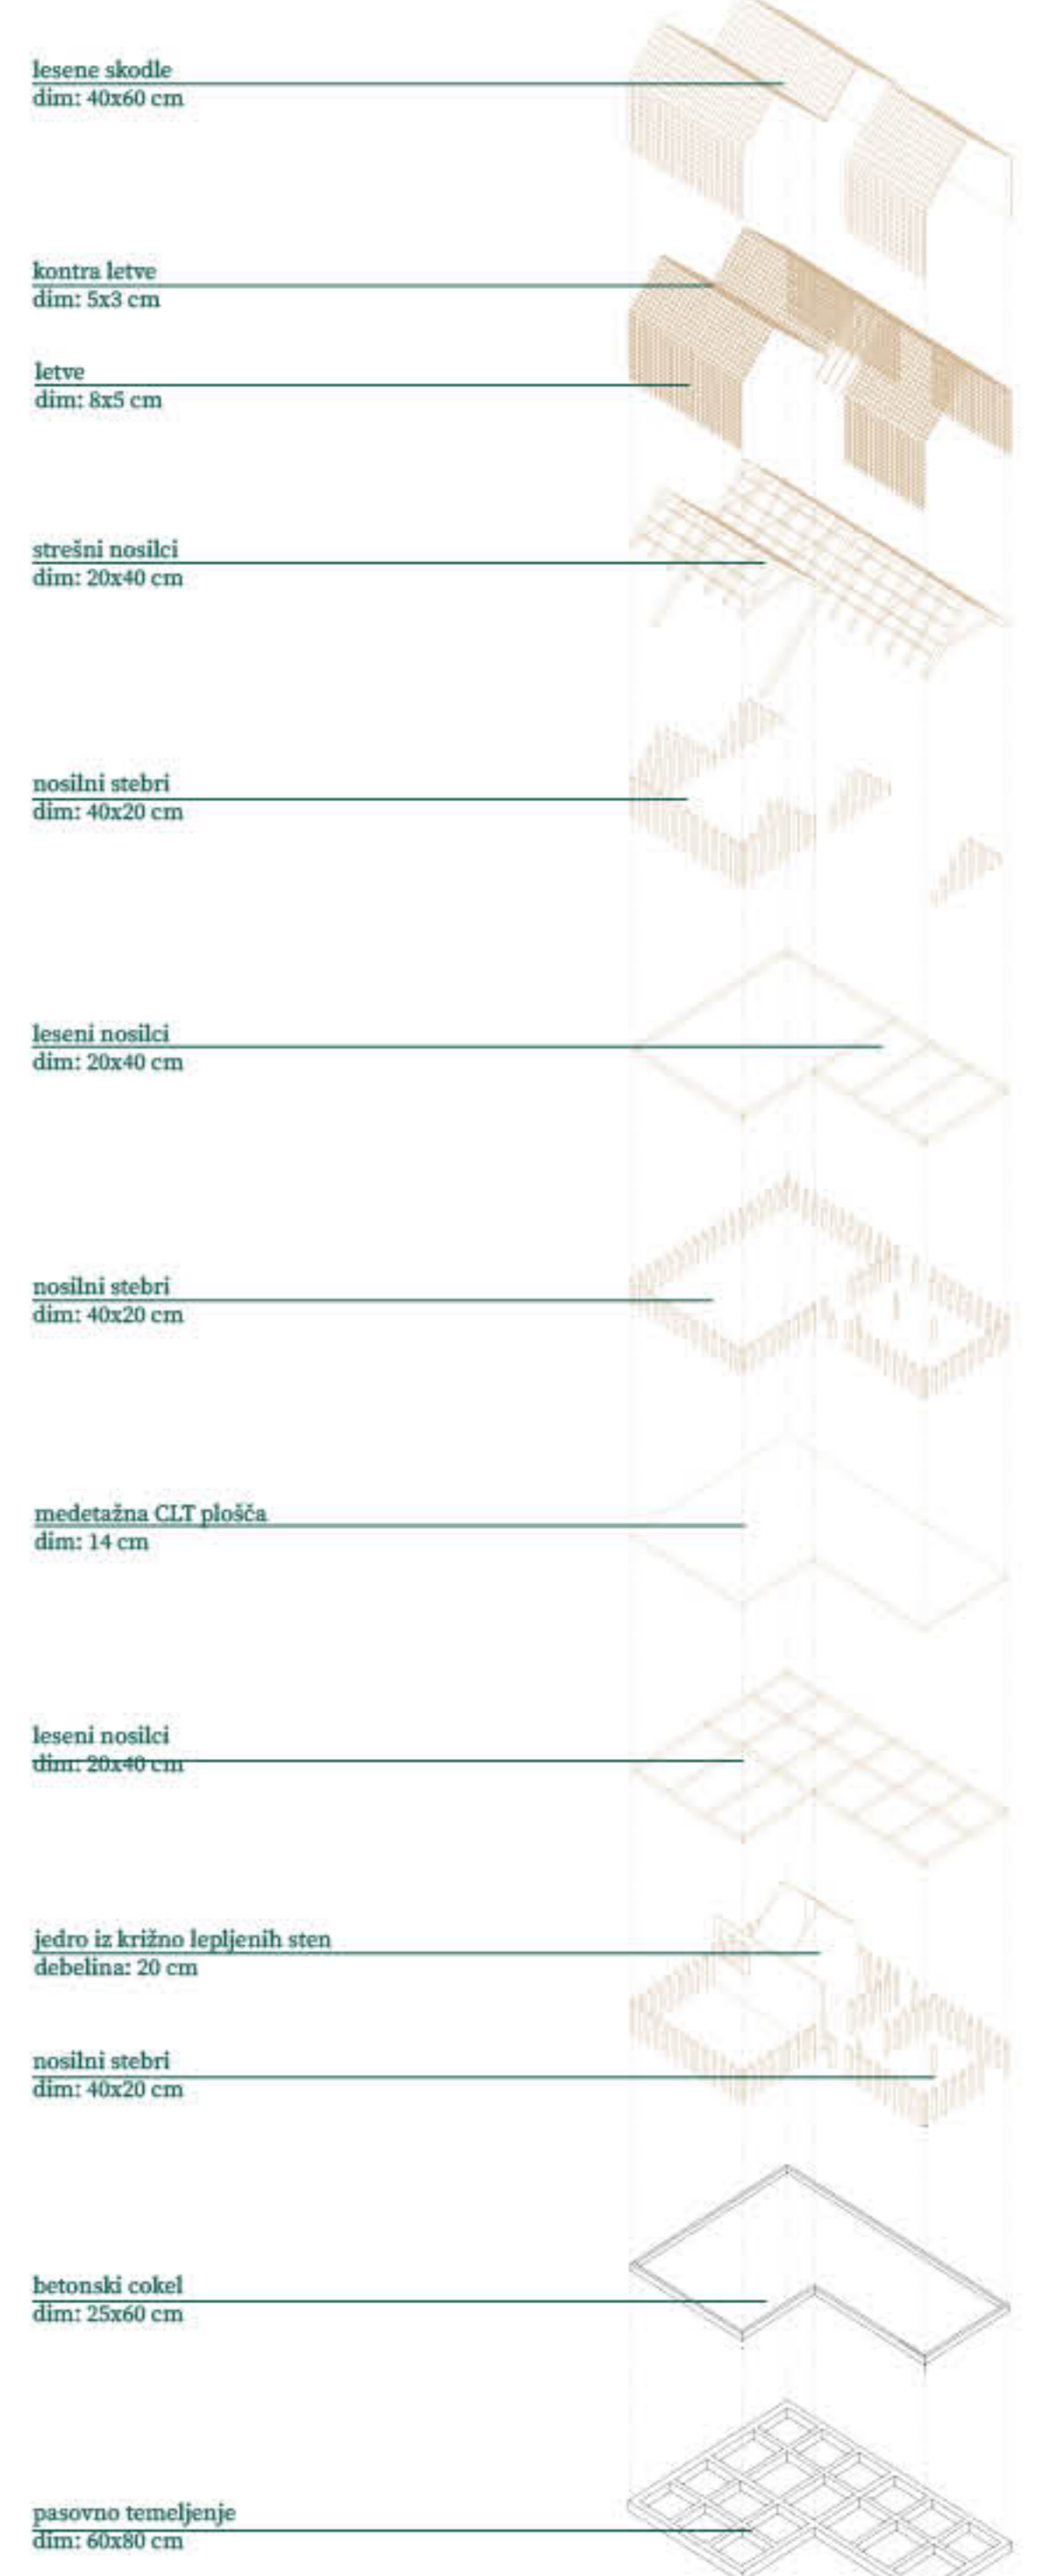 lesene skodle
dim: 40x60 cm
kontra letve
dim: 5x3 cm
letve
dim: 8x5 cm
strešni nosilci
dim: 20x40 cm
nosilni stebri
dim: 40x20 cm
leseni nosilci
dim: 20x40 cm
nosilni stebri
dim: 40x20 cm
medetažna CLT plošča
dim: 14 cm
leseni nosilci
dim: 20x40 cm
jedro iz križno lepljenih sten
debelina: 20 cm
nosilni stebri
dim: 40x20 cm
betonski cokel
dim: 25x60 cm
pasovno temeljenje
dim: 60x80 cm